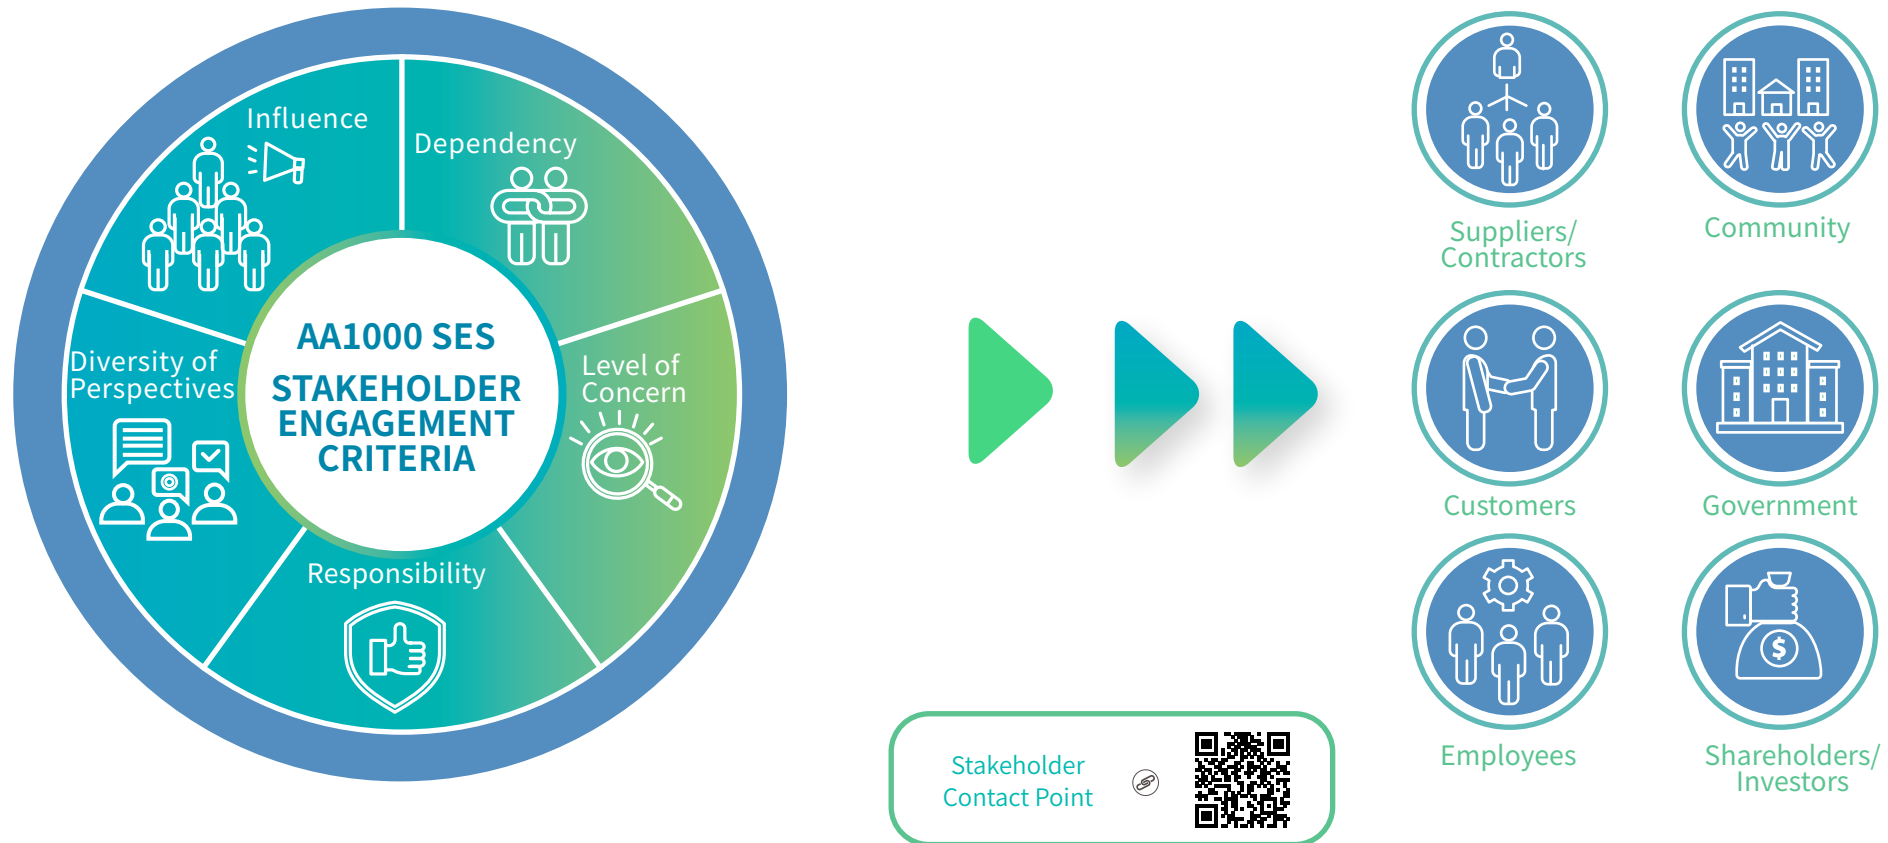 Influence
Dependency
Diversity of
Perspectives
AA1000 SES
STAKEHOLDER
ENGAGEMENT
CRITERIA
Level of
Concern
Responsibility
Stakeholder
Contact Point
Suppliers/
Contractors
Community
Customers
Government
$
Employees
Shareholders/
Investors